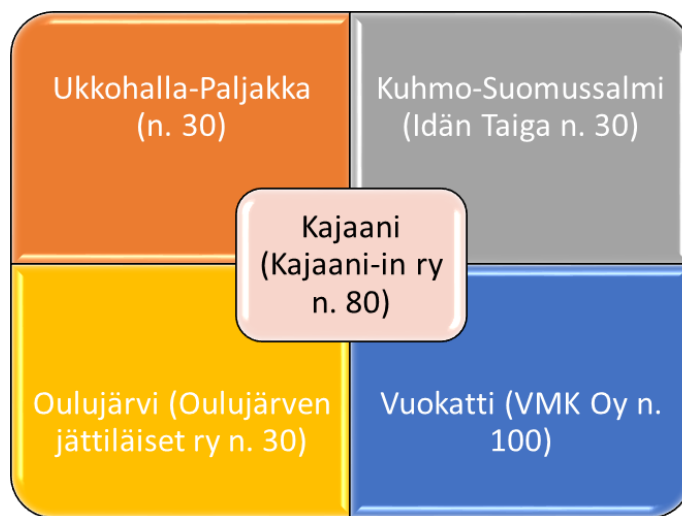 Ukkohalla-Paljakka
(n. 30)
Kuhmo-Suomussalmi
(Idän Taiga n. 30)
Kajaani
(Kajaani-in ry
n. 80)
Oulujärvi (Oulujärven
jättiläiset ry n. 30)
Vuokatti (VMK Oy n.
100)